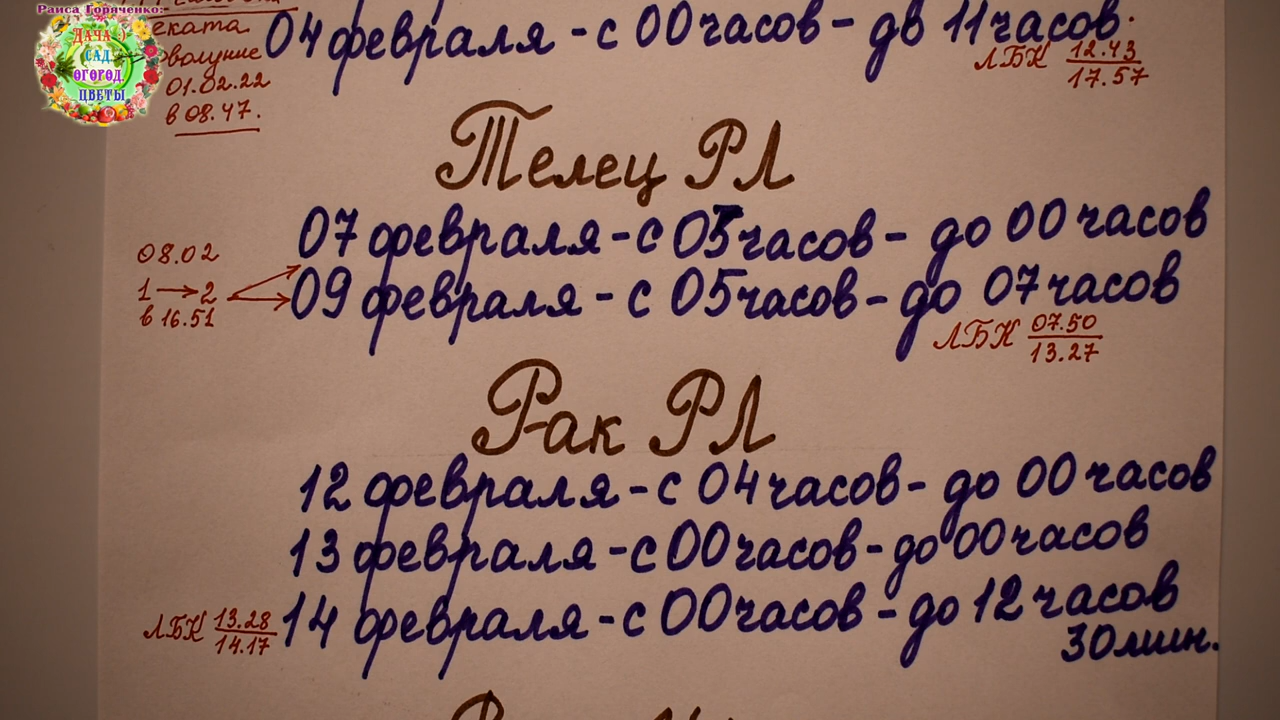 Раиса Горяченко:
ДАЧА
САД
ОГОРОД
ЦВЕТЫ
еката
оволуние
01.02.22
в 08.47.
04 февраля - с 00 часов - дв 11 часов.
ЛБК 12.43
17.57
Телец РЛ
07 февраля - с 05 часов - до 00 часов
08.02
1 → 2
в 16.51
09 февраля - с 05 часов - до 07 часов
ЛБК 07.50
13.27
Рак РЛ
12 февраля - с 04 часов - до 00 часов
13 февраля - с 00 часов - до 00 часов
ЛБК 13.28
14.17
14 февраля - с 00 часов - до 12 часов
30 мин.